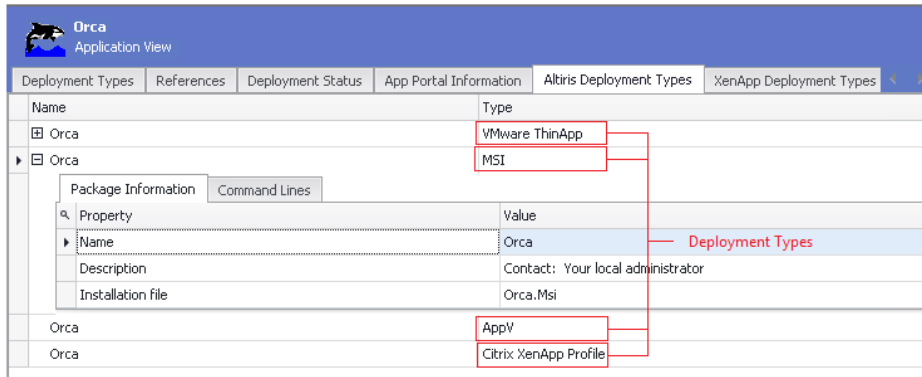 Orca
Application View
Deployment Types References Deployment Status App Portal Information Altiris Deployment Types XenApp Deployment Types
Name Type
Orca VMware ThinApp
Orca MSI
Package Information Command Lines
Property Value
Name Orca
Deployment Types
Description Contact: Your local administrator
Installation file Orca.Msi
Orca AppV
Orca Citrix XenApp Profile